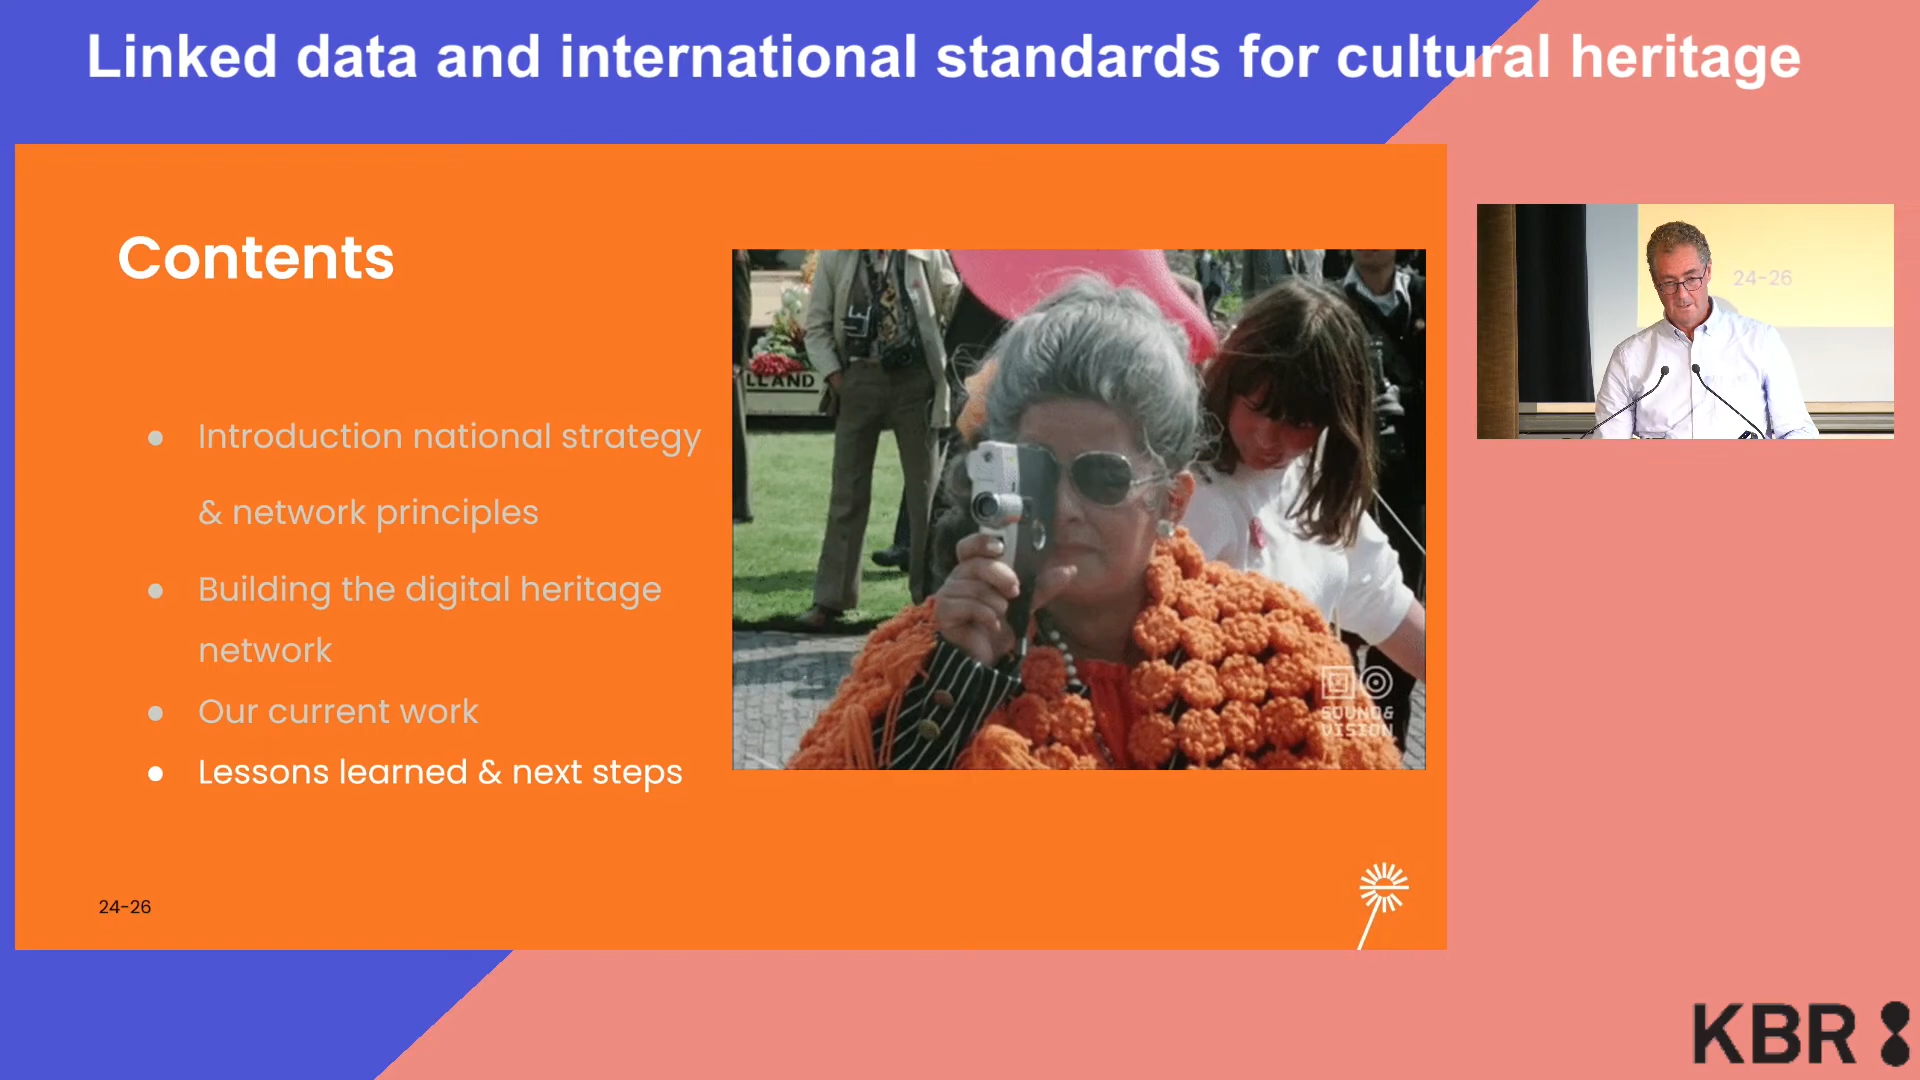 Linked data and international standards for cultural heritage
Contents
Introduction national strategy
& network principles
Building the digital heritage
network
Our current work
Lessons learned & next steps
24-26
LLAND
SOUND&
VISION
24-26
KBR